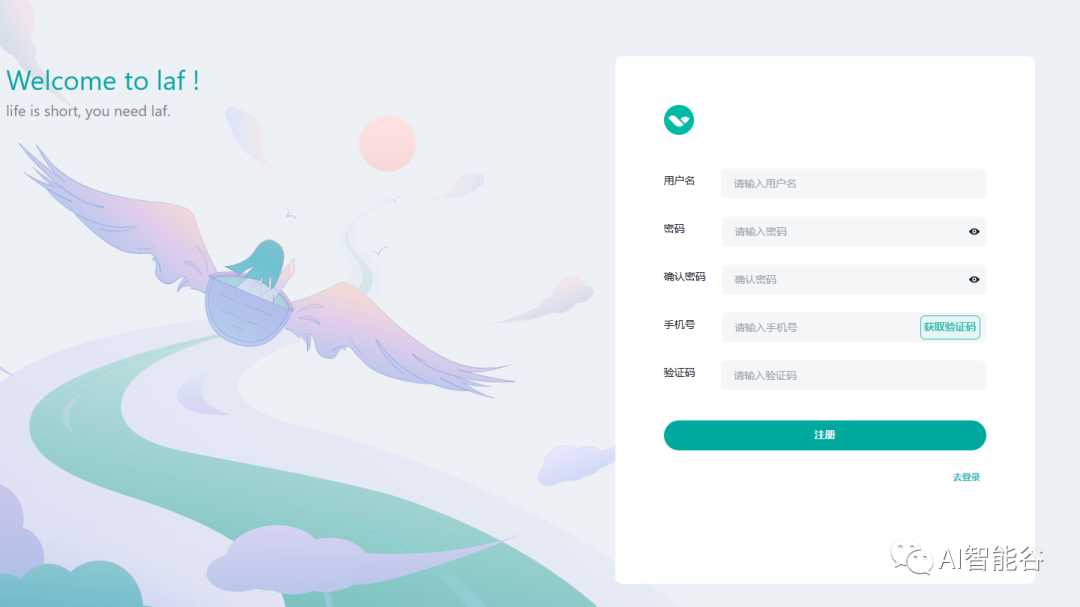 Welcome to laf !
life is short, you need laf.
用户名 请输入用户名
密码 请输入密码
确认密码 确认密码
手机号 请输入手机号 获取验证码
验证码 请输入验证码
注册
去登录
AI智能谷